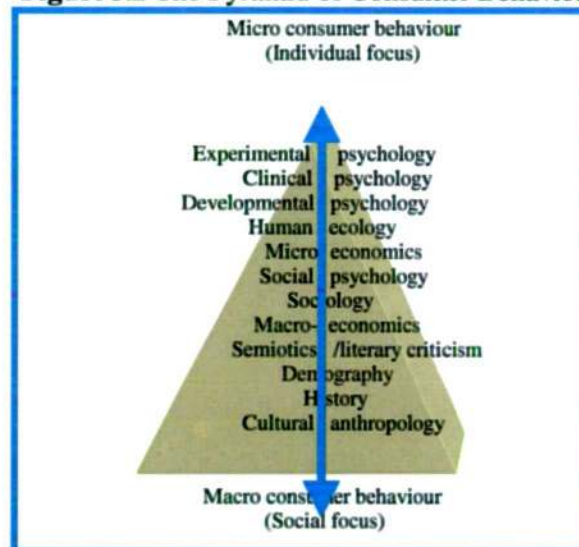 Micro consumer behaviour
(Individual focus)
Experimental psychology
Clinical psychology
Developmental psychology
Human ecology
Micro economics
Social psychology
Sociology
Macro- economics
Semiotics /literary criticism
Demography
History
Cultural anthropology
Macro consumer behaviour
(Social focus)